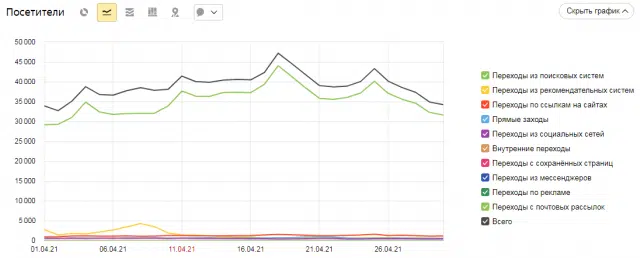 Посетители
Скрыть график
50 000
45 000
40 000
35 000
30 000
25 000
20 000
15 000
10 000
5 000
0
01.04.21 06.04.21 11.04.21 16.04.21 21.04.21 26.04.21
Переходы из поисковых систем
Переходы из рекомендательных систем
Переходы по ссылкам на сайтах
Прямые заходы
Переходы из социальных сетей
Внутренние переходы
Переходы с сохранённых страниц
Переходы из мессенджеров
Переходы по рекламе
Переходы с почтовых рассылок
Всего